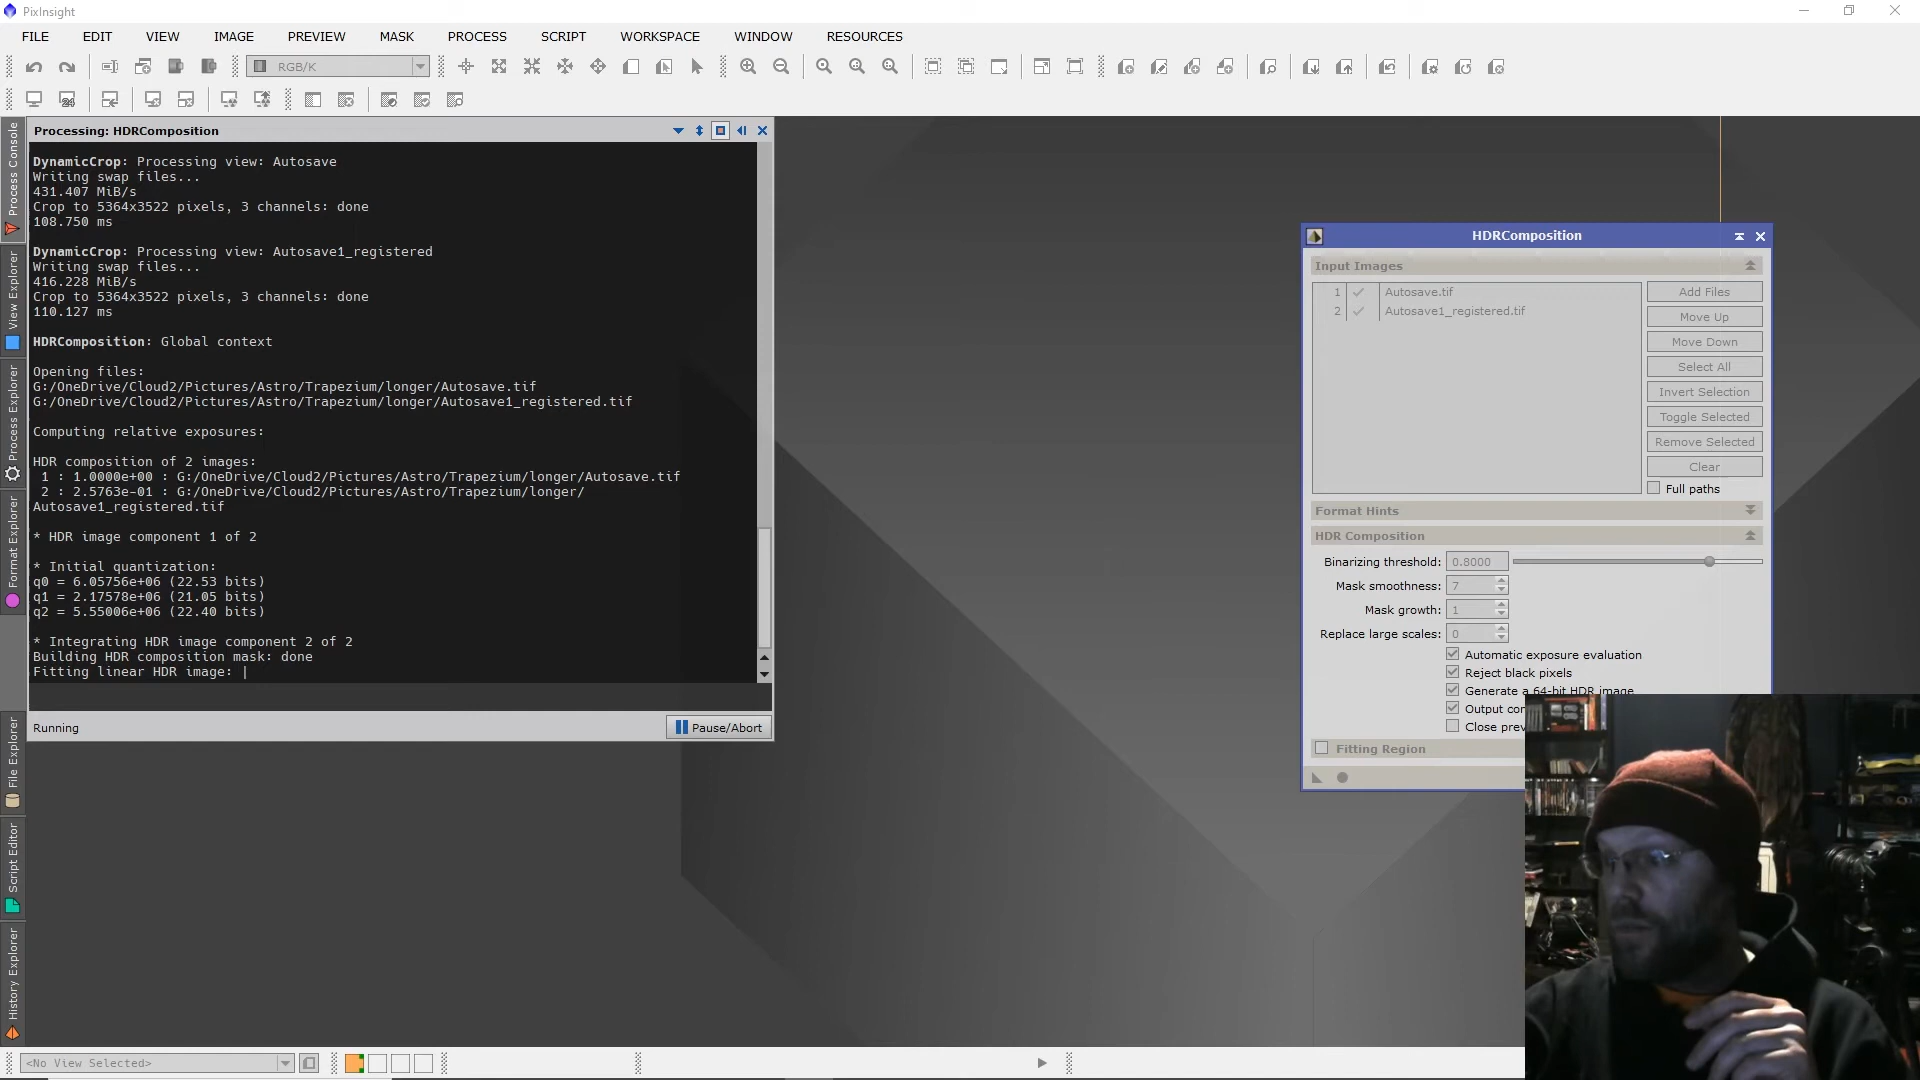 PixInsight
FILE EDIT VIEW IMAGE PREVIEW MASK PROCESS SCRIPT WORKSPACE WINDOW RESOURCES
RGB/K
24
Process Console
View Explorer
Process Explorer
Format Explorer
File Explorer
Script Editor
History Explorer
Processing: HDRComposition
DynamicCrop: Processing view: Autosave
Writing swap files...
431.407 MiB/s
Crop to 5364x3522 pixels, 3 channels: done
108.750 ms
DynamicCrop: Processing view: Autosave1_registered
Writing swap files...
416.228 MiB/s
Crop to 5364x3522 pixels, 3 channels: done
110.127 ms
HDRComposition: Global context
Opening files:
G:/OneDrive/Cloud2/Pictures/Astro/Trapezium/longer/Autosave.tif
G:/OneDrive/Cloud2/Pictures/Astro/Trapezium/longer/Autosave1_registered.tif
Computing relative exposures:
HDR composition of 2 images:
1 : 1.0000e+00 : G:/OneDrive/Cloud2/Pictures/Astro/Trapezium/longer/Autosave.tif
2 : 2.5763e-01 : G:/OneDrive/Cloud2/Pictures/Astro/Trapezium/longer/
Autosave1_registered.tif
* HDR image component 1 of 2
* Initial quantization:
q0 = 6.05756e+06 (22.53 bits)
q1 = 2.17578e+06 (21.05 bits)
q2 = 5.55006e+06 (22.40 bits)
* Integrating HDR image component 2 of 2
Building HDR composition mask: done
Fitting linear HDR image: |
Running
Pause/Abort
HDRComposition
Input Images
1 Autosave.tif
2 Autosave1_registered.tif
Add Files
Move Up
Move Down
Select All
Invert Selection
Toggle Selected
Remove Selected
Clear
Full paths
Format Hints
HDR Composition
Binarizing threshold: 0.8000
Mask smoothness: 7
Mask growth: 1
Replace large scales: 0
Automatic exposure evaluation
Reject black pixels
Generate a 64-bit HDR image
Output con
Close prev
Fitting Region
<No View Selected>